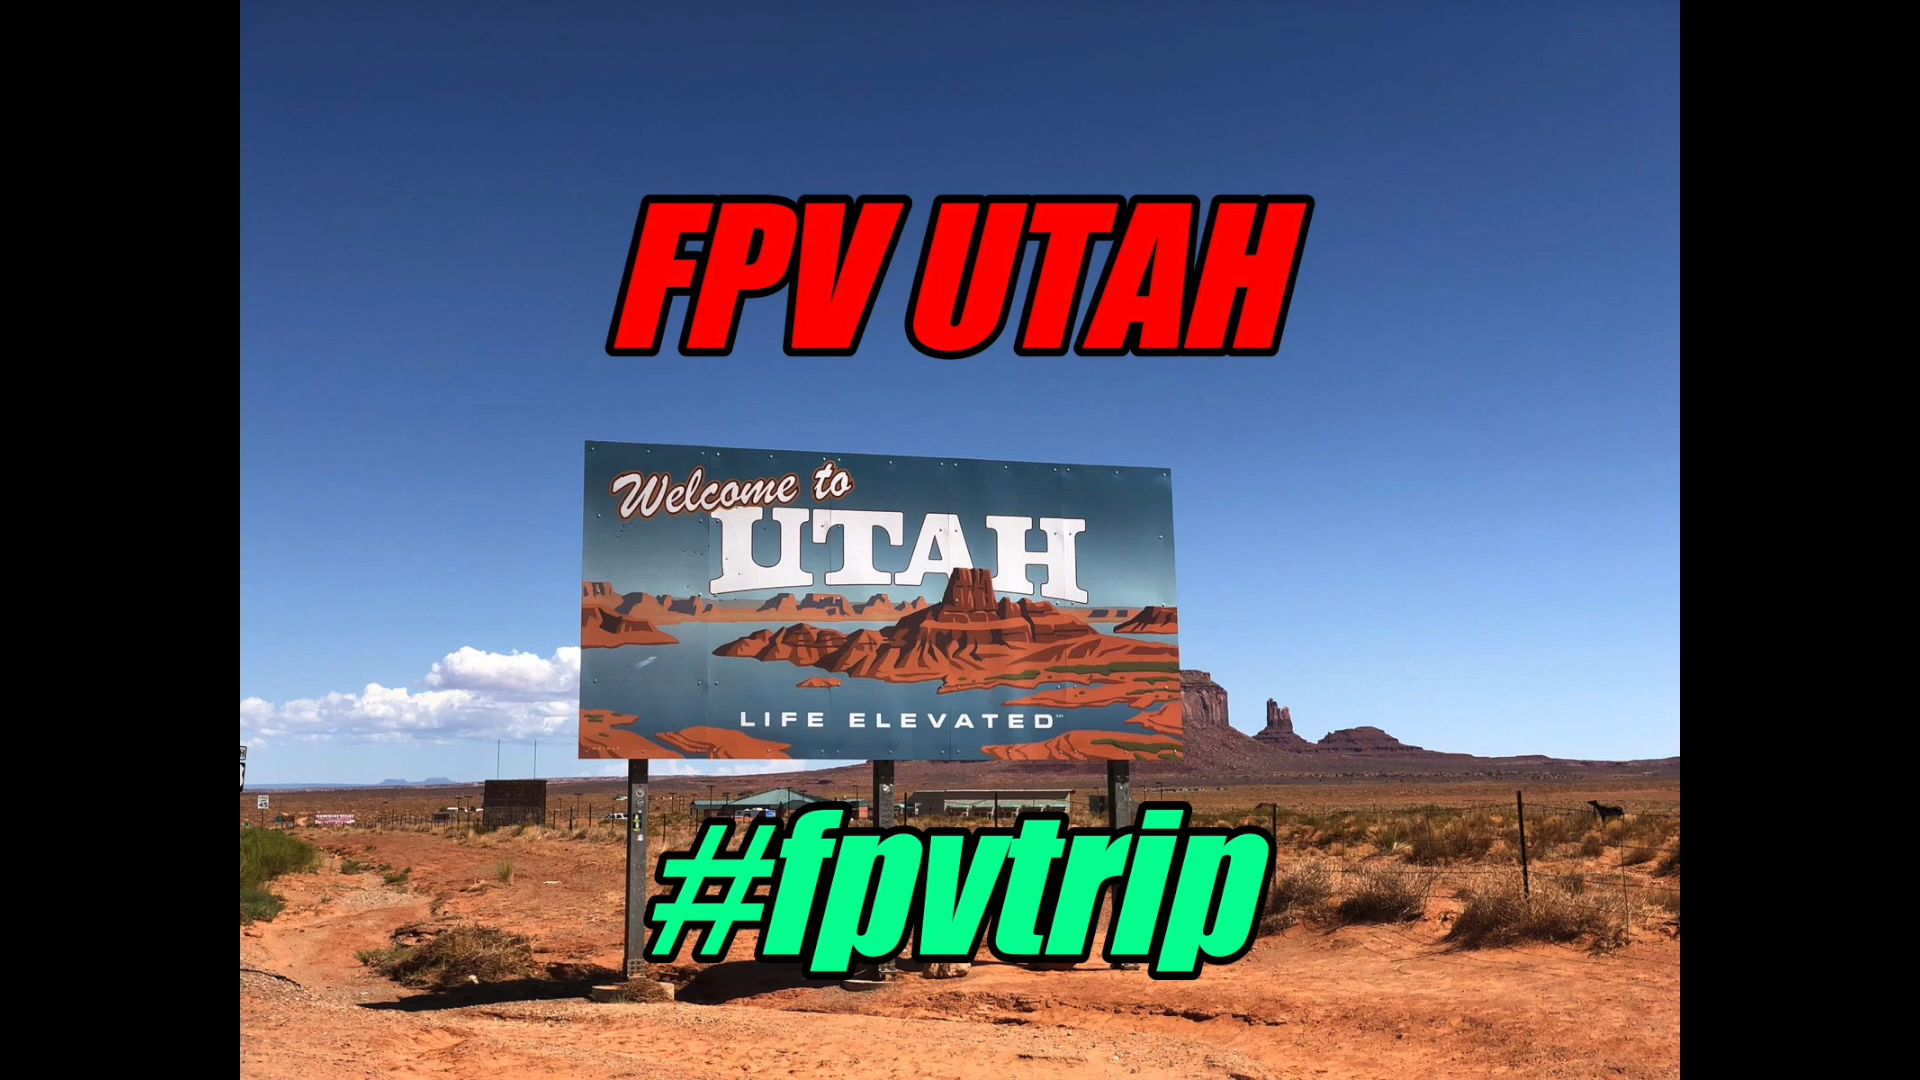 FPV UTAH
Welcome to
UTAH
LIFE ELEVATED
#fpvtrip